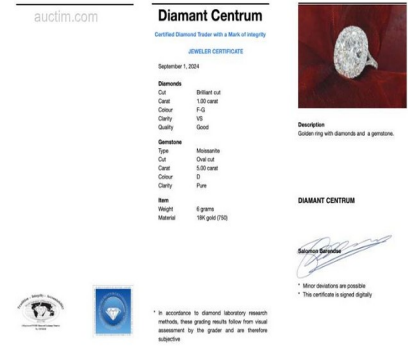 auctim.com
Diamant Centrum
Certified Diamond Trader with a Mark of Integrity
JEWELER CERTIFICATE
September 1, 2024
Diamonds
Cut Brilliant cut
Carat 1.00 carat
Colour F-G
Clarity VS
Quality Good
Gemstone
Type Moissanite
Cut Oval cut
Carat 5.00 carat
Colour D
Clarity Pure
Item
Weight 6 grams
Material 18K gold (750)
* In accordance to diamond laboratory research
methods, these grading results follow from visual
assessment by the grader and are therefore
subjective
Description
Golden ring with diamonds and a gemstone.
DIAMANT CENTRUM
Salomon Barendse
* Minor deviations are possible
* This certificate is signed digitally